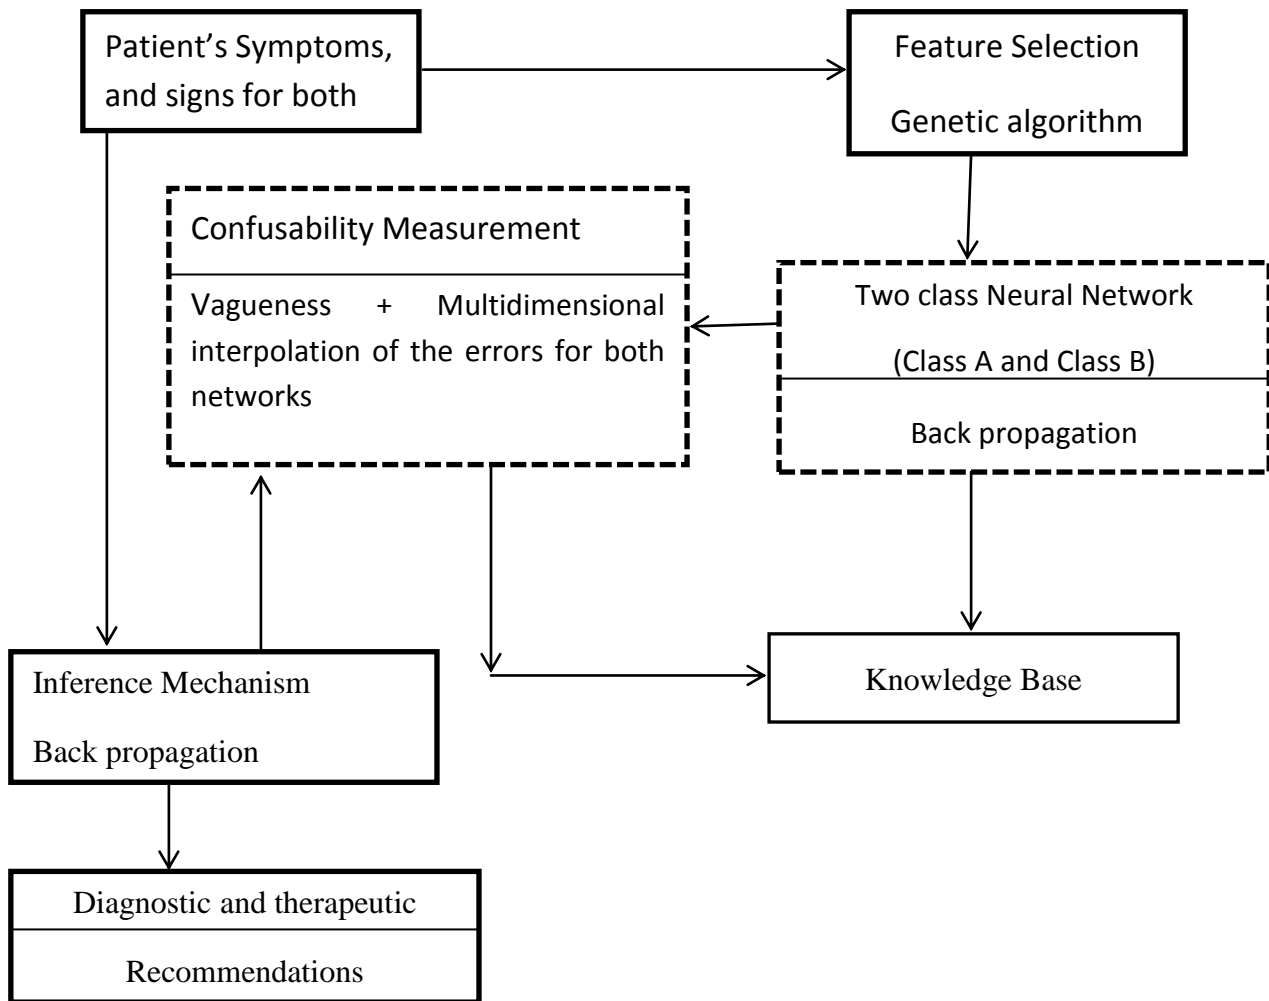 Patient’s Symptoms,
and signs for both
Feature Selection
Genetic algorithm
Confusability Measurement
Vagueness + Multidimensional
interpolation of the errors for both
networks
Two class Neural Network
(Class A and Class B)
Back propagation
Inference Mechanism
Back propagation
Knowledge Base
Diagnostic and therapeutic
Recommendations